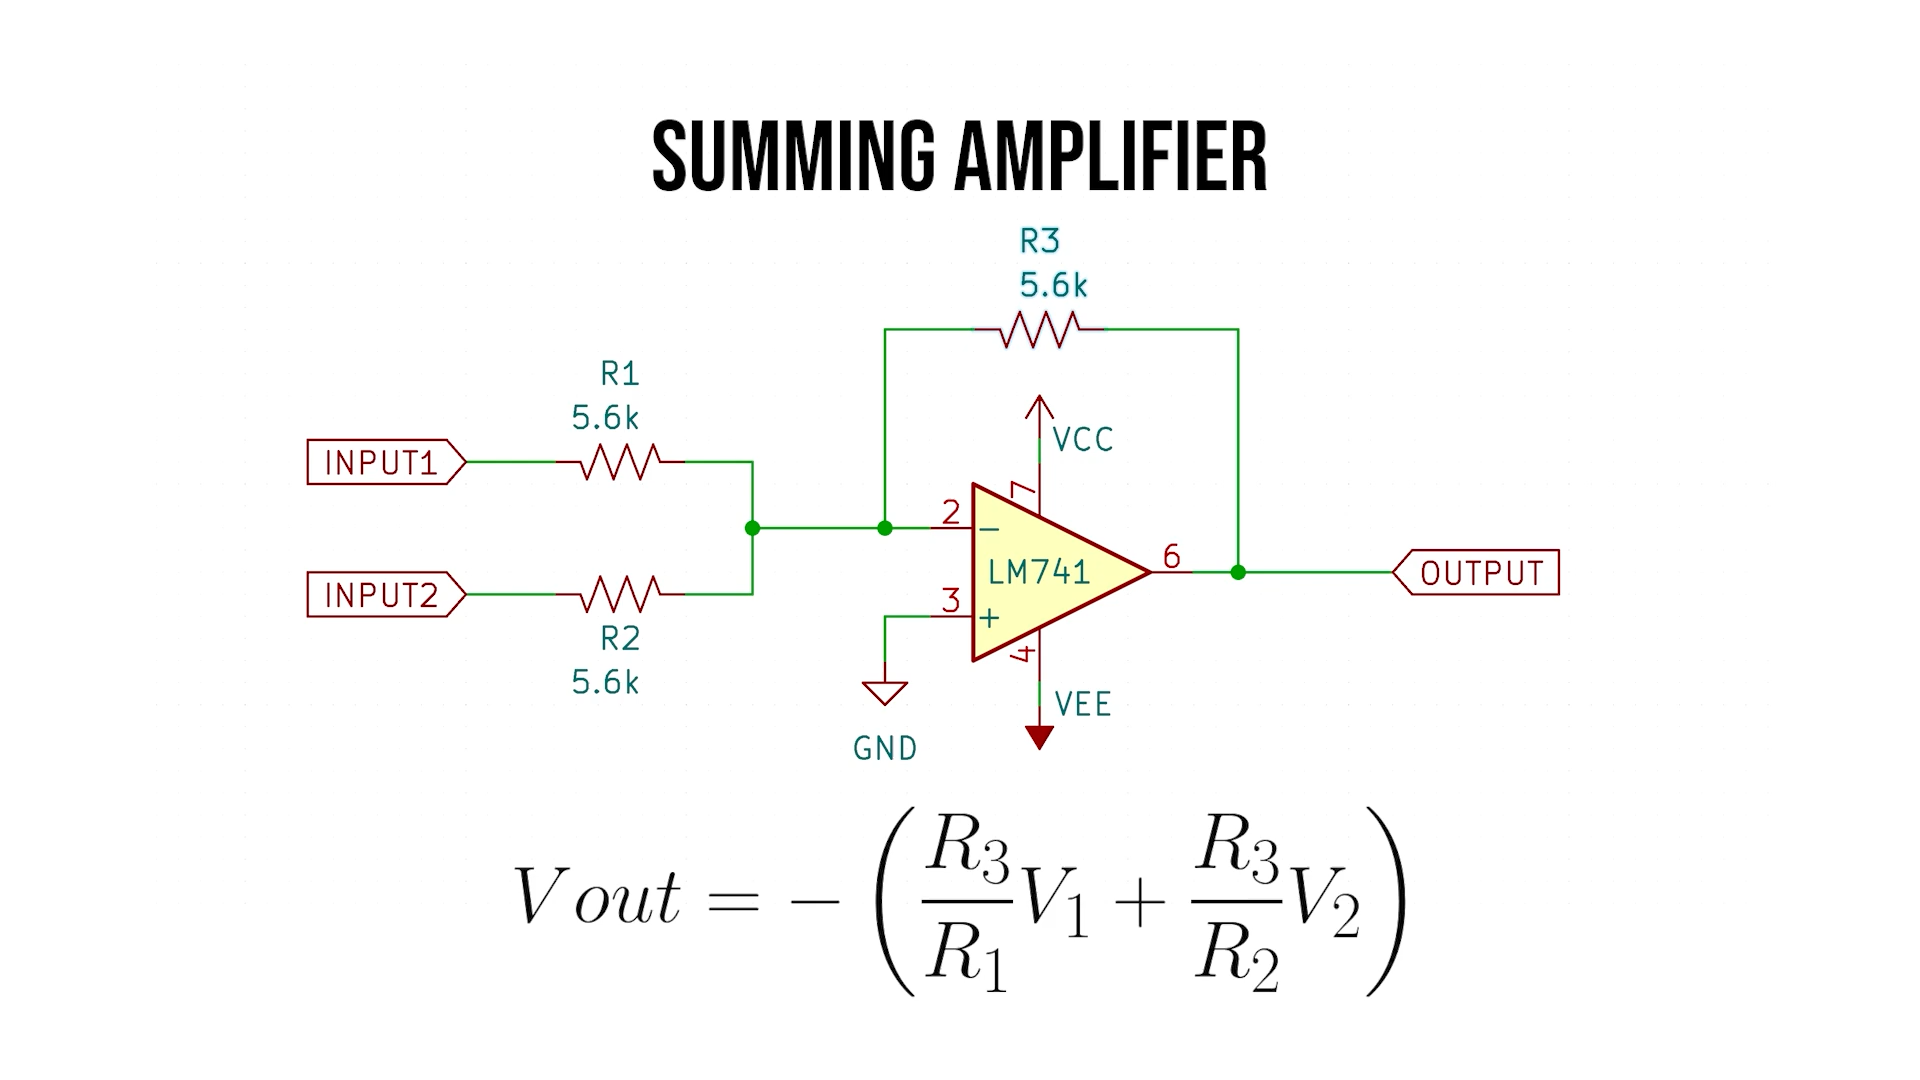 SUMMING AMPLIFIER
R3
5.6k
R1
5.6k
VCC
INPUT1
7
2
−
LM741
6
OUTPUT
INPUT2
3
+
R2
4
5.6k
VEE
GND
Vout = − (R₃/R₁ V₁ + R₃/R₂ V₂)